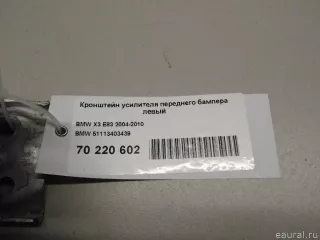 Кронштейн усилителя переднего бампера
левый
BMW X3 E83 2004-2010
BMW 51113403439
70 220 602
eaural.ru